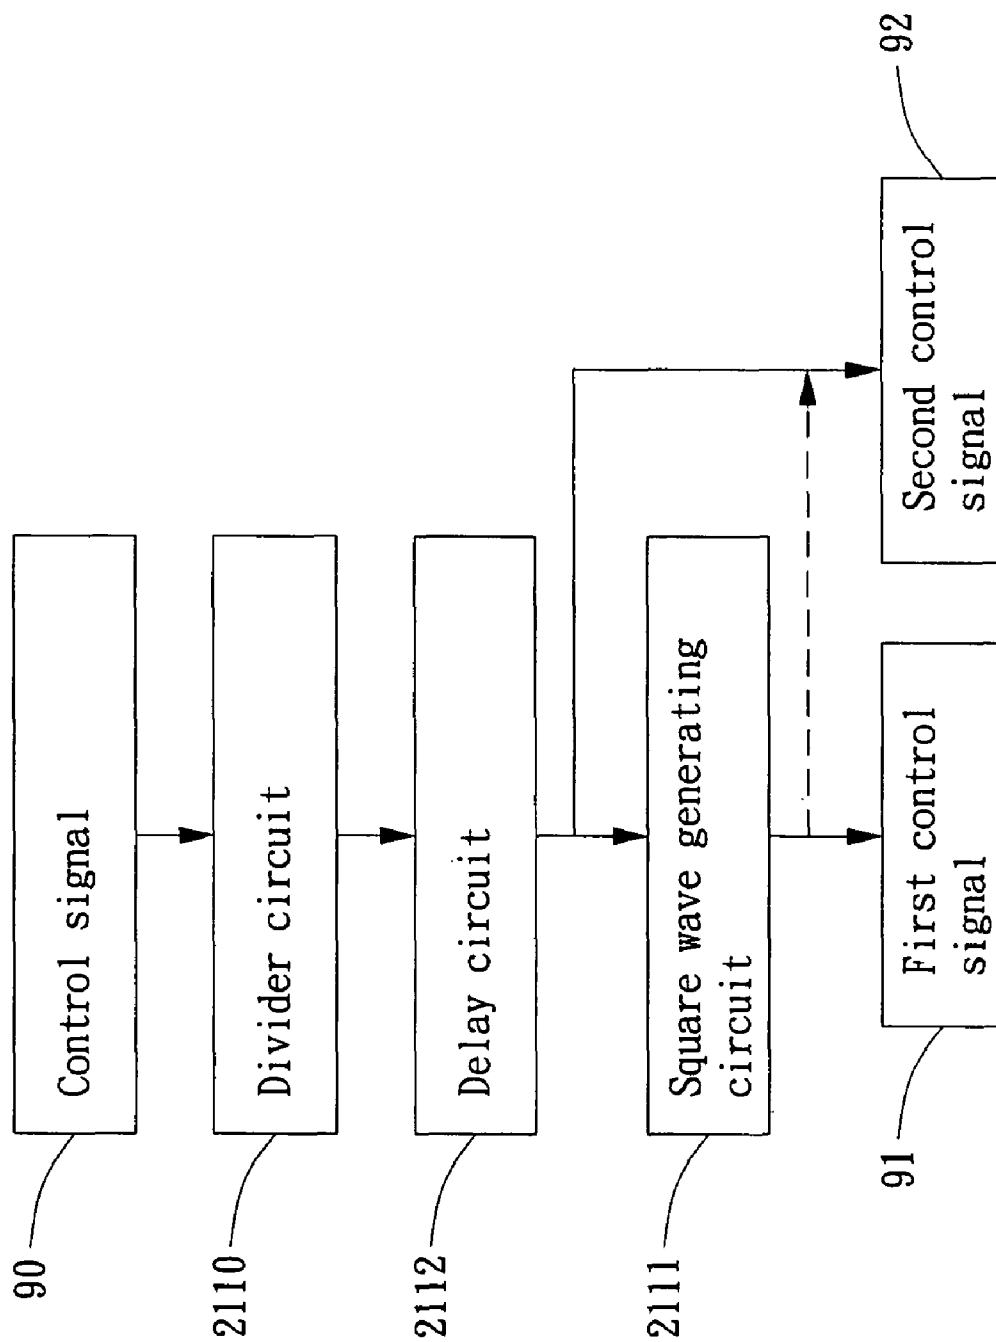 90
Control signal
2110
Divider circuit
2112
Delay circuit
2111
Square wave generating
circuit
91
First control
signal
92
Second control
signal